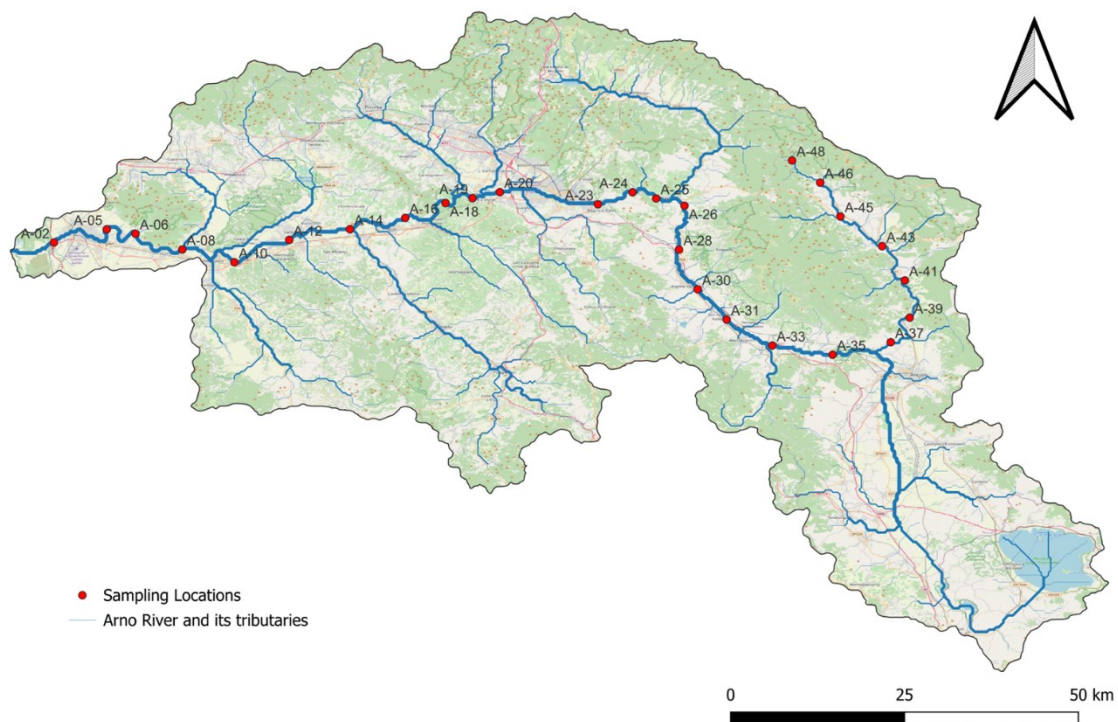 A-48
A-46
A-20
A-24
A-19
A-25
A-23
A-18
A-16
A-45
A-26
A-14
A-05
A-06
A-02
A-12
A-43
A-08
A-28
A-10
A-41
A-30
A-39
A-31
A-37
A-33
A-35
Sampling Locations
Arno River and its tributaries
0 25 50 km